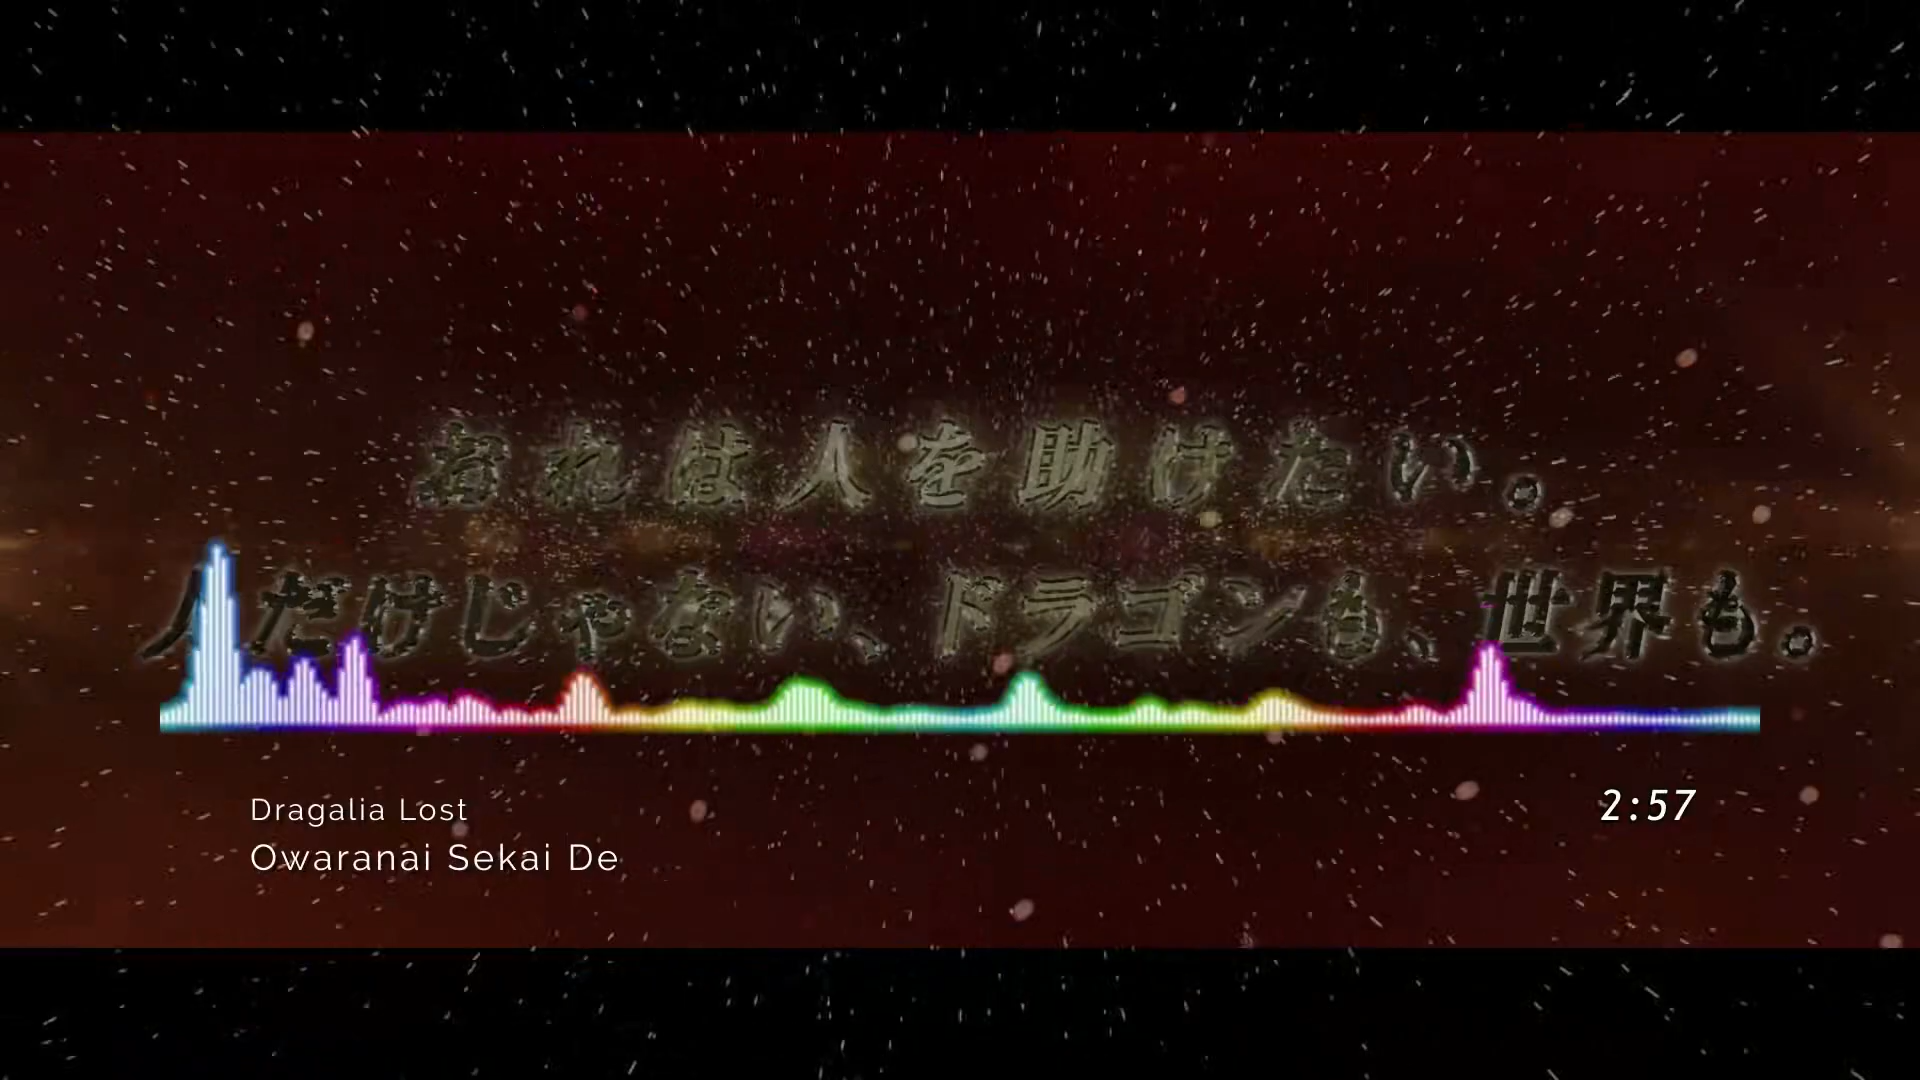 おれは人を助けたい。
人だけじゃない、ドラゴンも、世界も。
Dragalia Lost
2:57
Owaranai Sekai De